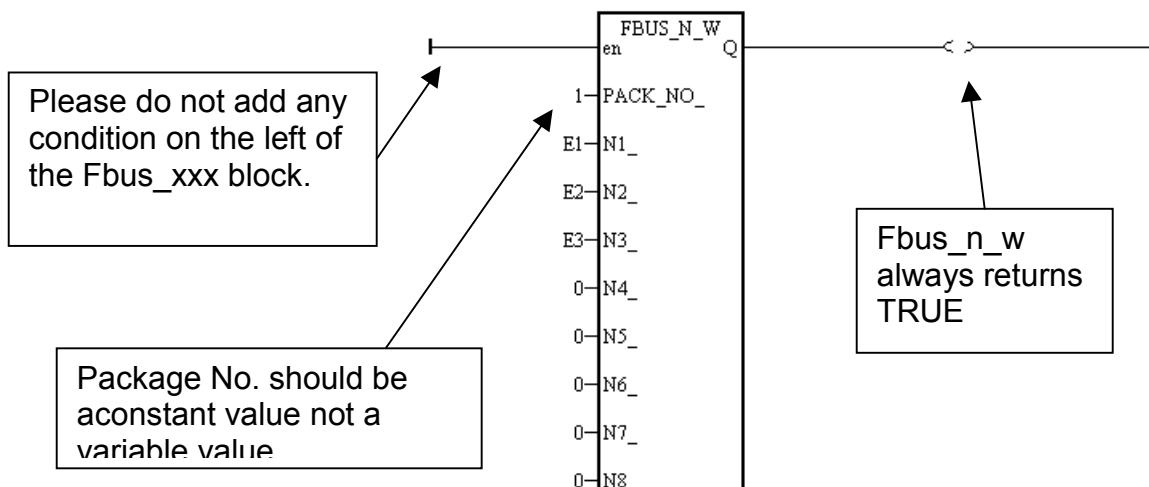 FBUS_N_W
en Q
Please do not add any
condition on the left of
the Fbus_xxx block.
1 PACK_NO_
E1 N1_
E2 N2_
E3 N3_
0 N4_
0 N5_
0 N6_
0 N7_
0 N8
Fbus_n_w
always returns
TRUE
Package No. should be
aconstant value not a
variable value